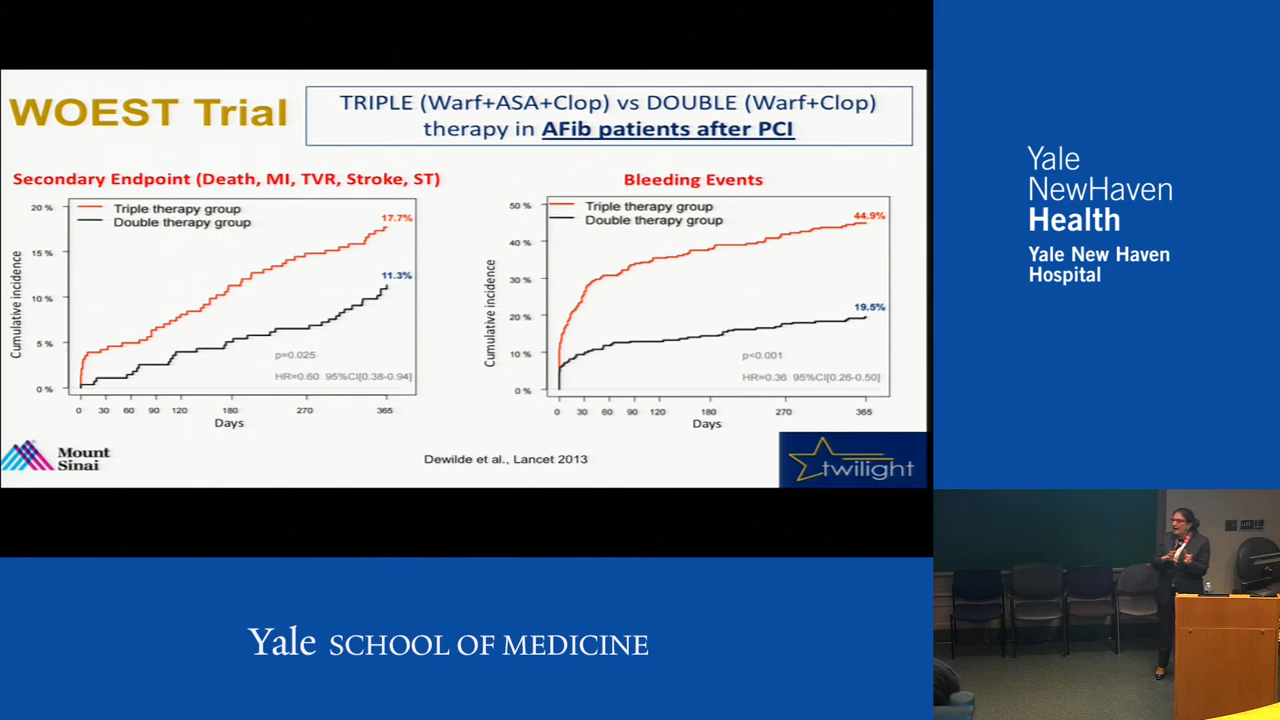 WOEST Trial
TRIPLE (Warf+ASA+Clop) vs DOUBLE (Warf+Clop)
therapy in AFib patients after PCI
Secondary Endpoint (Death, MI, TVR, Stroke, ST)
Triple therapy group
Double therapy group
17.7%
11.3%
20 %
15 %
10 %
5 %
0 %
Cumulative incidence
p=0.025
HR=0.60 95%CI[0.38-0.94]
0 30 60 90 120 180 270 365
Days
Bleeding Events
Triple therapy group
Double therapy group
44.9%
19.5%
50 %
40 %
30 %
20 %
10 %
0 %
Cumulative incidence
p<0.001
HR=0.36 95%CI[0.26-0.50]
0 30 60 90 120 180 270 365
Days
Mount
Sinai
Dewilde et al., Lancet 2013
twilight
Yale
NewHaven
Health
Yale New Haven
Hospital
Yale SCHOOL OF MEDICINE